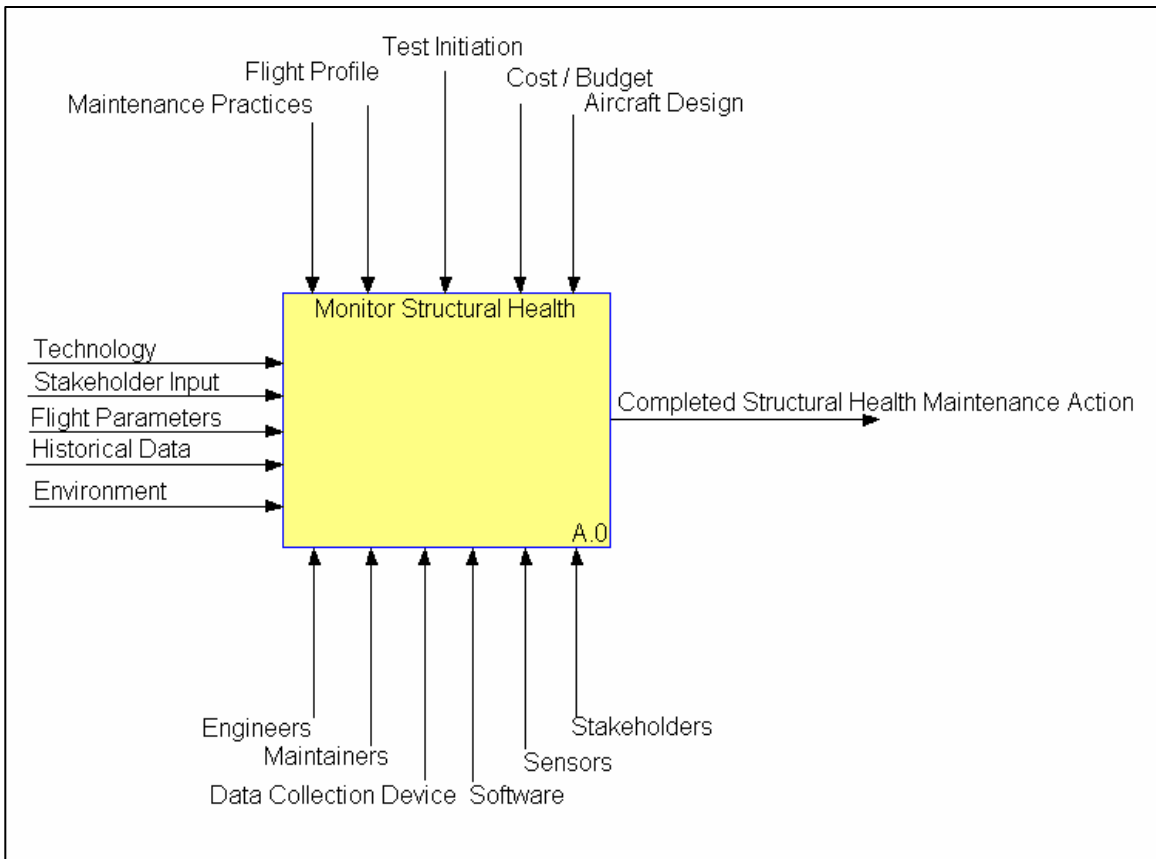 Test Initiation
Flight Profile
Cost / Budget
Maintenance Practices
Aircraft Design
Monitor Structural Health
Technology
Stakeholder Input
Flight Parameters
Historical Data
Environment
Completed Structural Health Maintenance Action
A.0
Engineers
Maintainers
Data Collection Device
Software
Sensors
Stakeholders